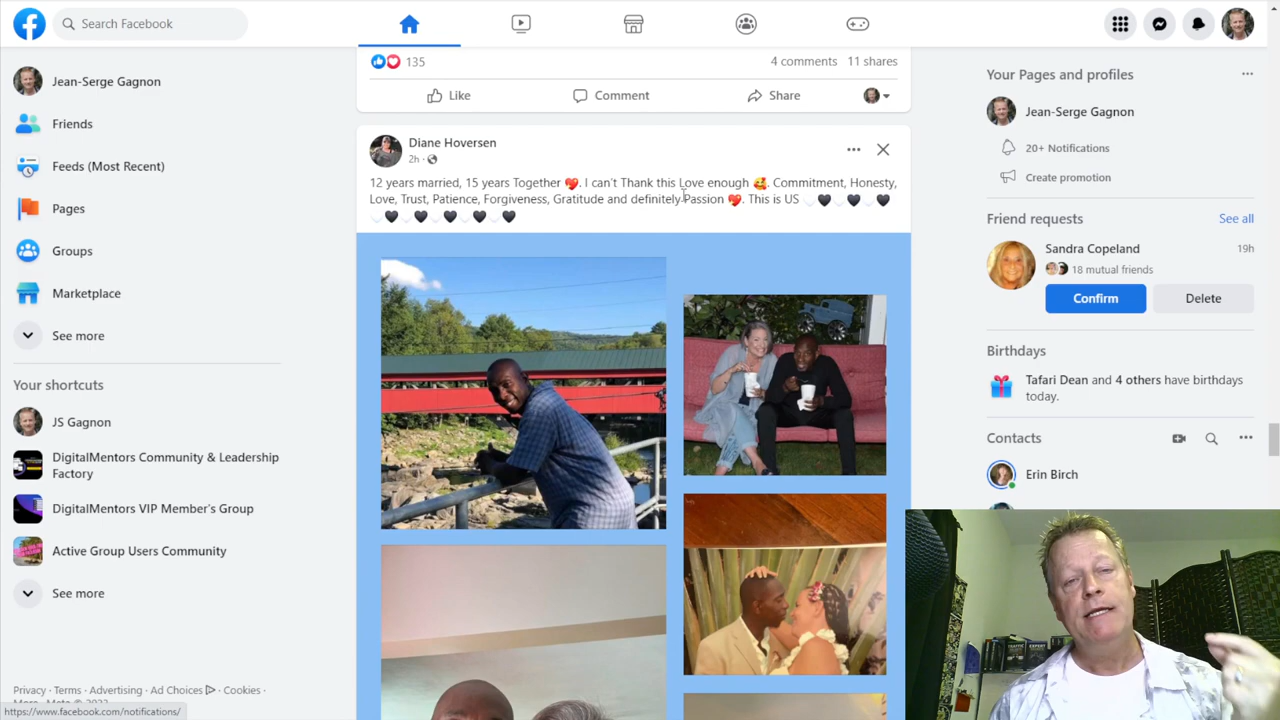 Search Facebook
Jean-Serge Gagnon
Friends
Feeds (Most Recent)
Pages
Groups
Marketplace
See more
Your shortcuts
JS Gagnon
DigitalMentors Community & Leadership
Factory
DigitalMentors VIP Member's Group
Active Group Users Community
See more
Privacy · Terms · Advertising · Ad Choices · Cookies ·
https://www.facebook.com/notifications/
135
4 comments 11 shares
Like Comment Share
Diane Hoversen
2h ·
12 years married, 15 years Together 💖. I can't Thank this Love enough 🥰. Commitment, Honesty,
Love, Trust, Patience, Forgiveness, Gratitude and definitely Passion 💖. This is US 🤍🖤🤍🖤🤍🖤
🤍🖤🤍🖤🤍🖤🤍🖤🤍🖤
Your Pages and profiles
Jean-Serge Gagnon
20+ Notifications
Create promotion
Friend requests
See all
Sandra Copeland
19h
18 mutual friends
Confirm Delete
Birthdays
Tafari Dean and 4 others have birthdays
today.
Contacts
Erin Birch